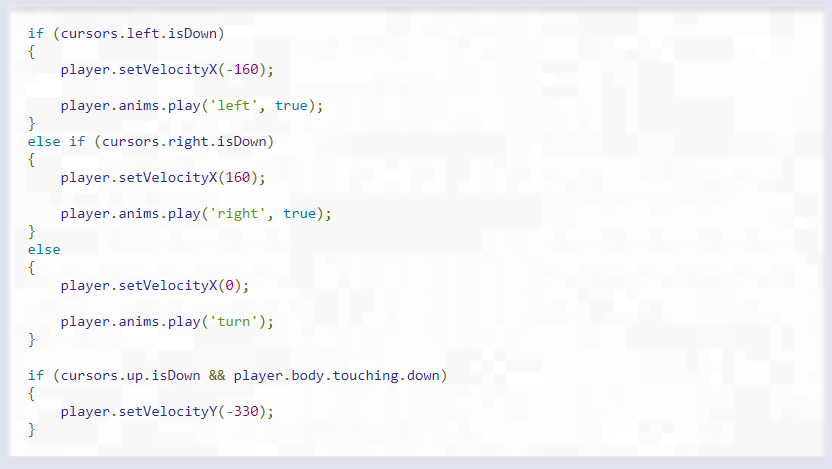 if (cursors.left.isDown)
{
    player.setVelocityX(-160);
    player.anims.play('left', true);
}
else if (cursors.right.isDown)
{
    player.setVelocityX(160);
    player.anims.play('right', true);
}
else
{
    player.setVelocityX(0);
    player.anims.play('turn');
}
if (cursors.up.isDown && player.body.touching.down)
{
    player.setVelocityY(-330);
}